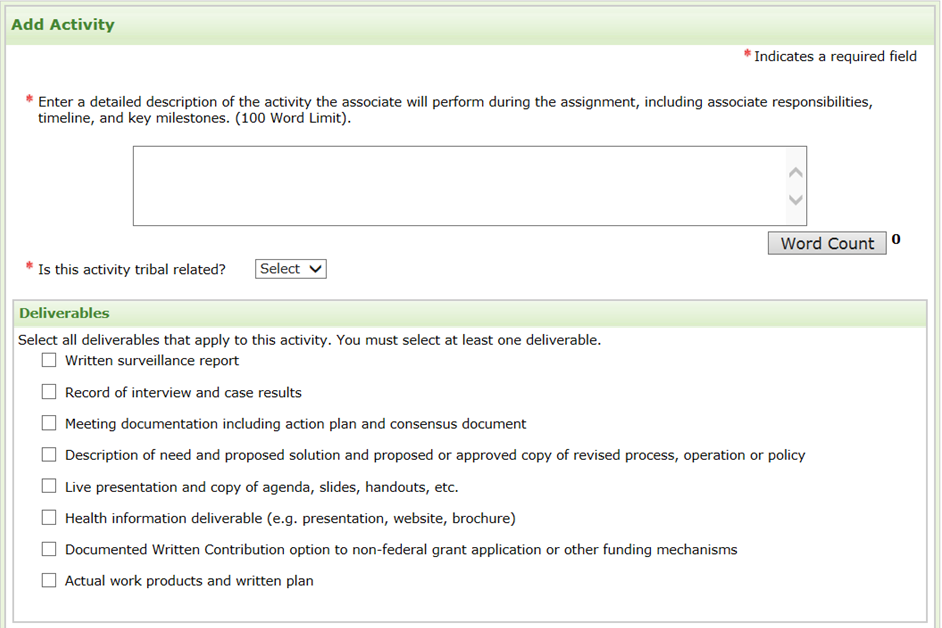 Add Activity
* Indicates a required field
* Enter a detailed description of the activity the associate will perform during the assignment, including associate responsibilities,
timeline, and key milestones. (100 Word Limit).
Word Count 0
* Is this activity tribal related? Select
Deliverables
Select all deliverables that apply to this activity. You must select at least one deliverable.
Written surveillance report
Record of interview and case results
Meeting documentation including action plan and consensus document
Description of need and proposed solution and proposed or approved copy of revised process, operation or policy
Live presentation and copy of agenda, slides, handouts, etc.
Health information deliverable (e.g. presentation, website, brochure)
Documented Written Contribution option to non-federal grant application or other funding mechanisms
Actual work products and written plan